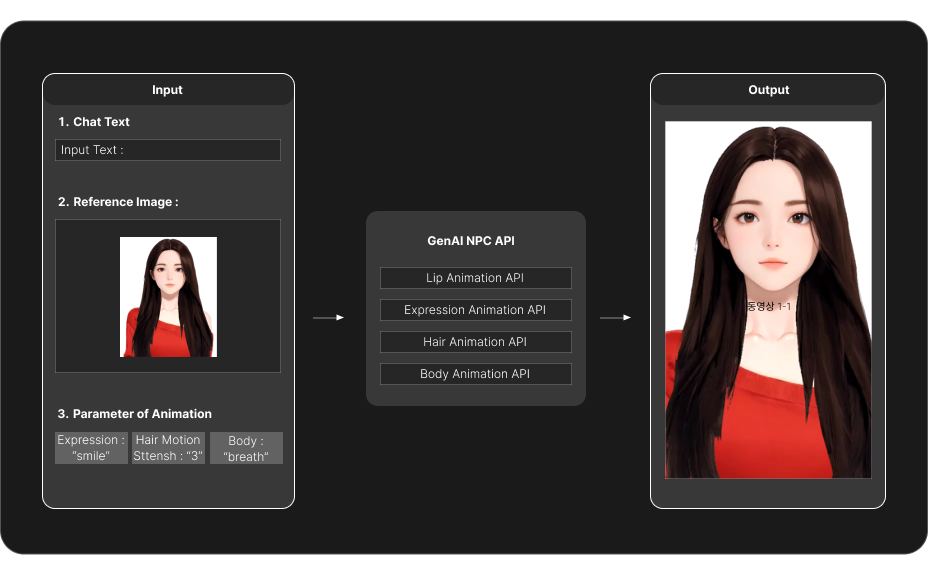 Input
1. Chat Text
Input Text :
2. Reference Image :
3. Parameter of Animation
Expression :
"smile"
Hair Motion
Sttensh : "3"
Body :
"breath"
GenAI NPC API
Lip Animation API
Expression Animation API
Hair Animation API
Body Animation API
Output
동영상 1-1